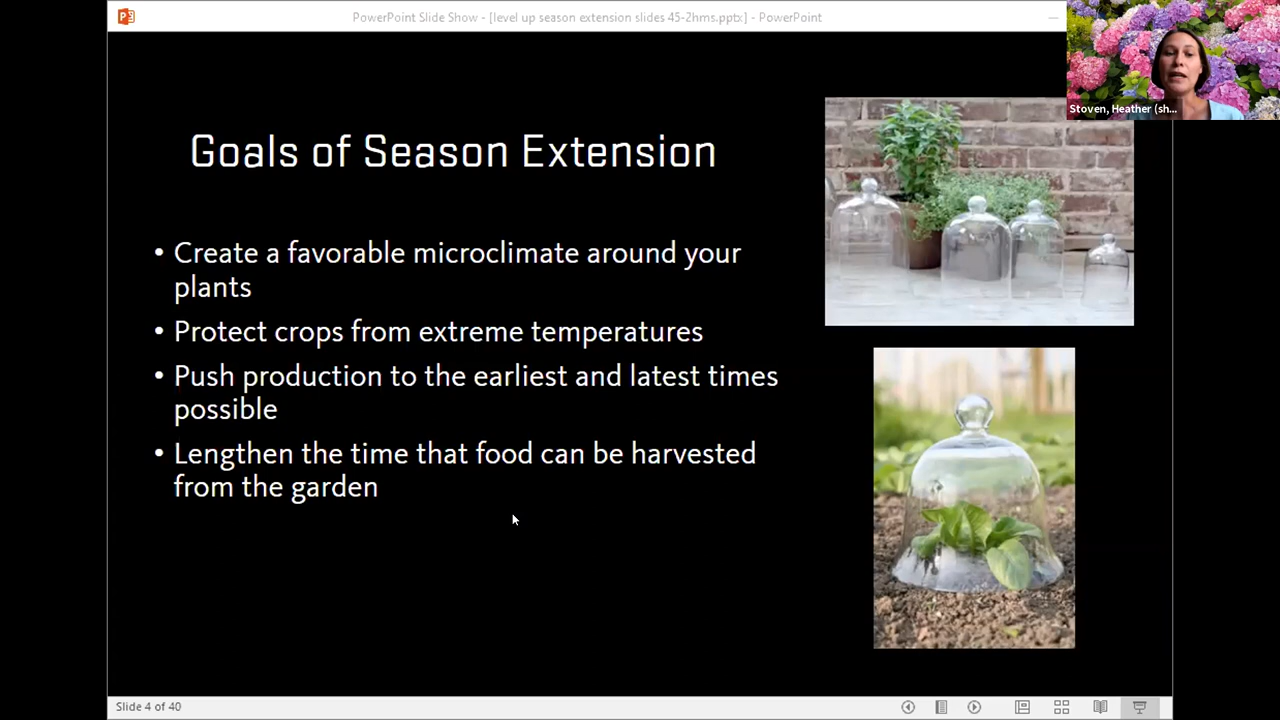 PowerPoint Slide Show - [level up season extension slides 45-2hms.pptx] - PowerPoint
Stoven, Heather (sh...
Goals of Season Extension
• Create a favorable microclimate around your
plants
• Protect crops from extreme temperatures
• Push production to the earliest and latest times
possible
• Lengthen the time that food can be harvested
from the garden
Slide 4 of 40